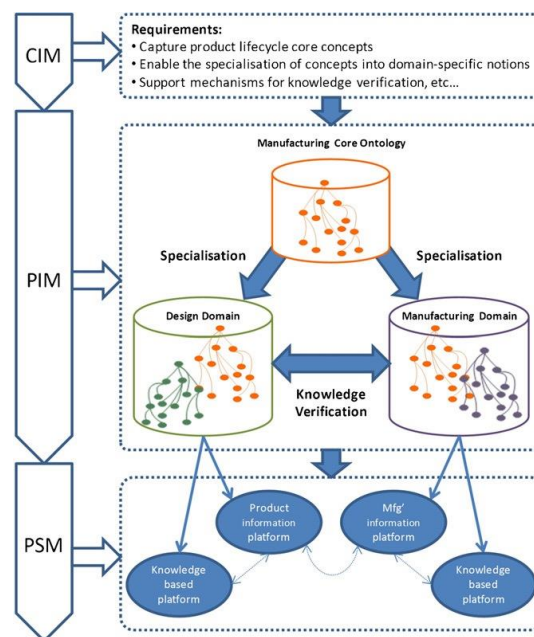 CIM
Requirements:
• Capture product lifecycle core concepts
• Enable the specialisation of concepts into domain-specific notions
• Support mechanisms for knowledge verification, etc...
PIM
Manufacturing Core Ontology
Specialisation
Specialisation
Design Domain
Manufacturing Domain
Knowledge
Verification
PSM
Product
information
platform
Mfg'
information
platform
Knowledge
based
platform
Knowledge
based
platform